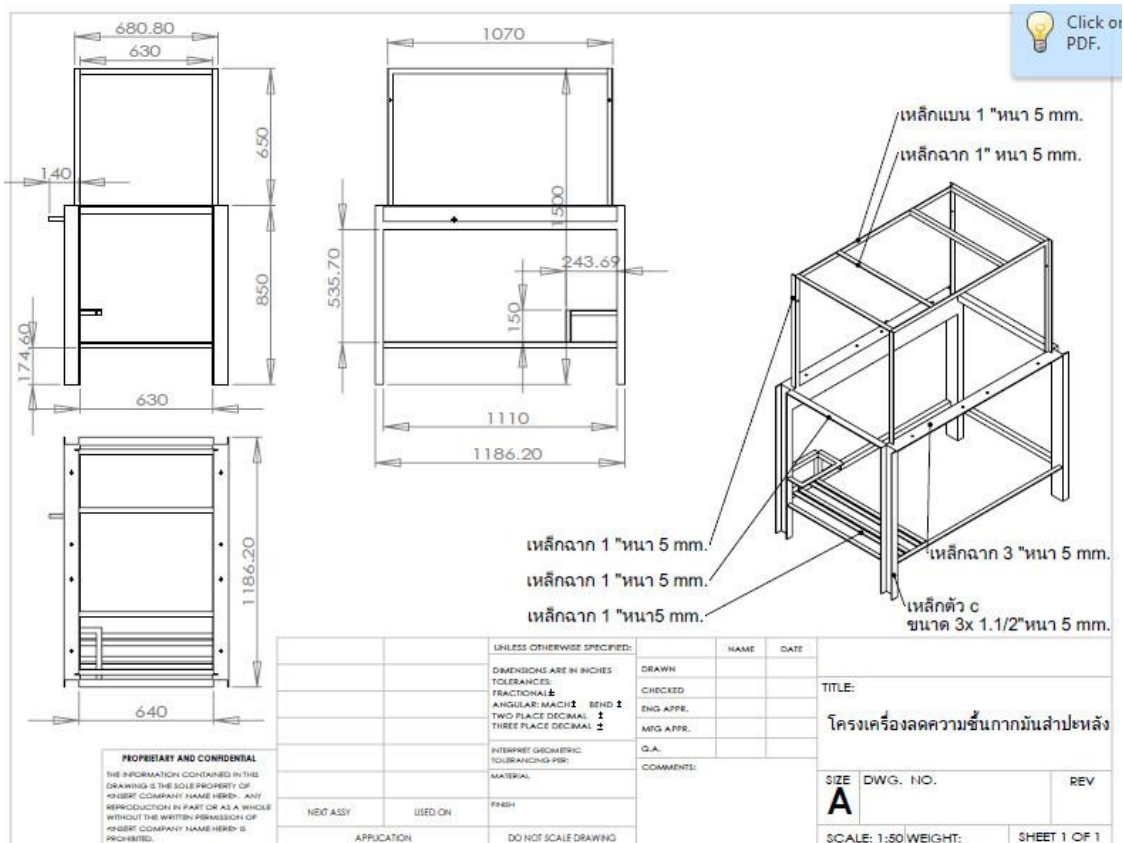 Click or
PDF.
680.80
630
650
140
850
174.60
630
1070
1500
535.70
243.69
150
1110
1186.20
1186.20
640
เหล็กแบน 1 "หนา 5 mm.
เหล็กฉาก 1" หนา 5 mm.
เหล็กฉาก 1 "หนา 5 mm.
เหล็กฉาก 1 "หนา 5 mm.
เหล็กฉาก 1 "หนา5 mm.
เหล็กฉาก 3 "หนา 5 mm.
เหล็กตัว c
ขนาด 3x 1.1/2"หนา 5 mm.
PROPRIETARY AND CONFIDENTIAL
THE INFORMATION CONTAINED IN THIS
DRAWING IS THE SOLE PROPERTY OF
<INSERT COMPANY NAME HERE>. ANY
REPRODUCTION IN PART OR AS A WHOLE
WITHOUT THE WRITTEN PERMISSION OF
<INSERT COMPANY NAME HERE> IS
PROHIBITED.
NEXT ASSY
USED ON
APPLICATION
UNLESS OTHERWISE SPECIFIED:
DIMENSIONS ARE IN INCHES
TOLERANCES:
FRACTIONAL±
ANGULAR: MACH± BEND ±
TWO PLACE DECIMAL ±
THREE PLACE DECIMAL ±
INTERPRET GEOMETRIC
TOLERANCING PER:
MATERIAL
FINISH
DO NOT SCALE DRAWING
NAME DATE
DRAWN
CHECKED
ENG APPR.
MFG APPR.
Q.A.
COMMENTS:
TITLE:
โครงเครื่องลดความชื้นกากมันสำปะหลัง
SIZE DWG. NO. REV
A
SCALE: 1:50 WEIGHT: SHEET 1 OF 1